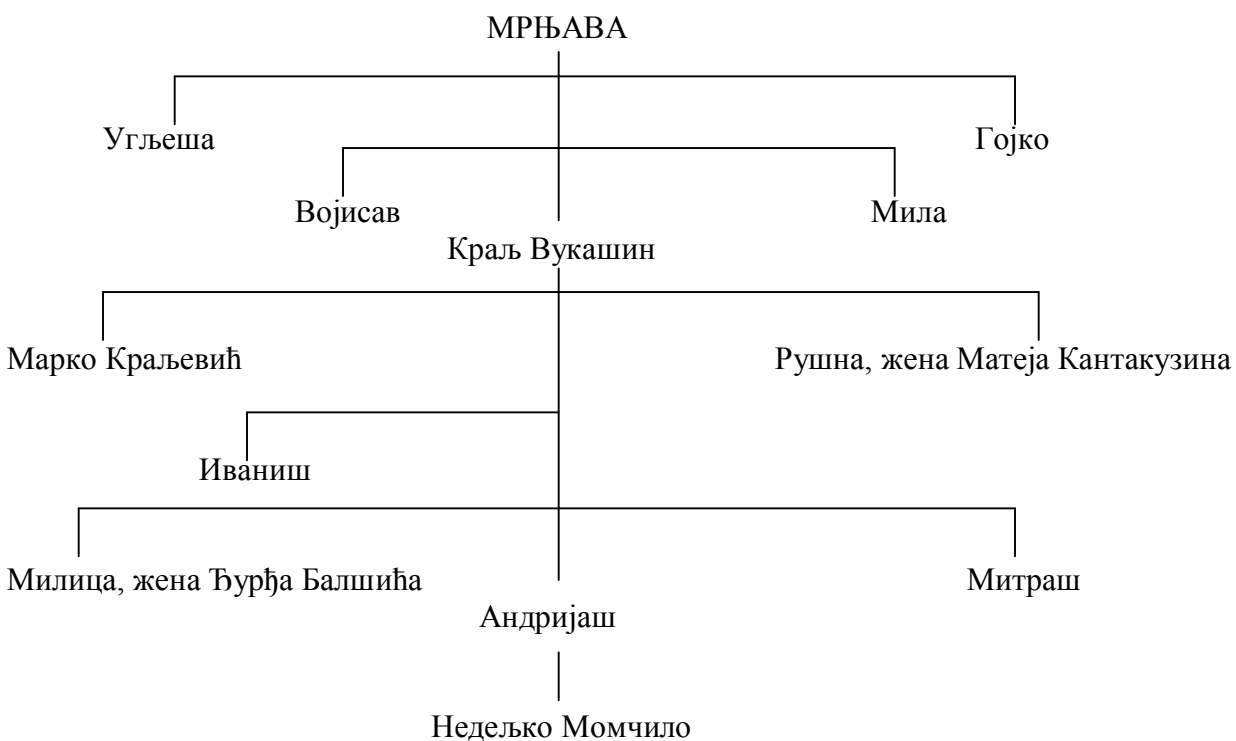 МРЊАВА
Угљеша
Гојко
Војисав
Мила
Краљ Вукашин
Марко Краљевић
Рушна, жена Матеја Кантакузина
Иваниш
Милица, жена Ђурђа Балшића
Митраш
Андријаш
Недељко Момчило